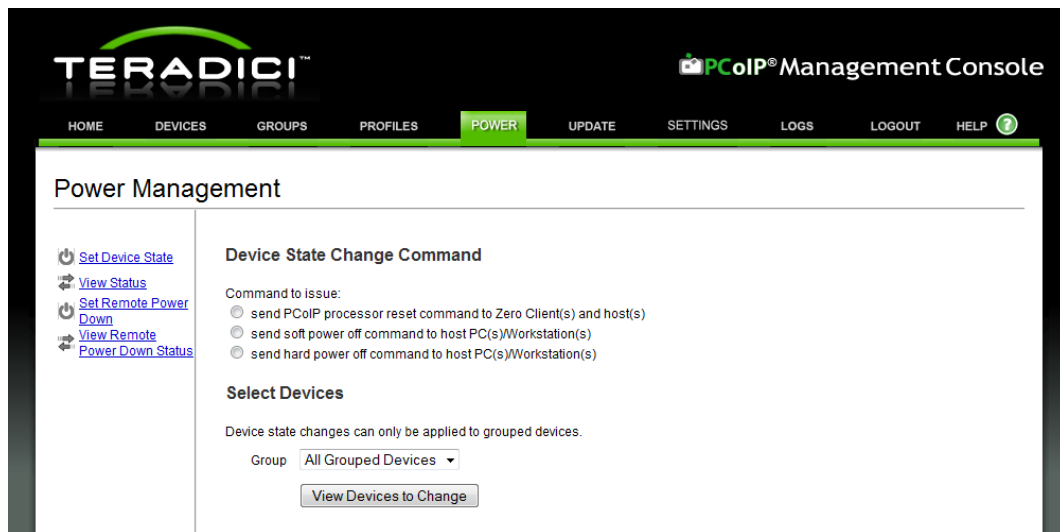 TERADICI™
PCoIP® Management Console
HOME DEVICES GROUPS PROFILES POWER UPDATE SETTINGS LOGS LOGOUT HELP ?
Power Management
Set Device State
View Status
Set Remote Power
Down
View Remote
Power Down Status
Device State Change Command
Command to issue:
send PCoIP processor reset command to Zero Client(s) and host(s)
send soft power off command to host PC(s)/Workstation(s)
send hard power off command to host PC(s)/Workstation(s)
Select Devices
Device state changes can only be applied to grouped devices.
Group All Grouped Devices
View Devices to Change